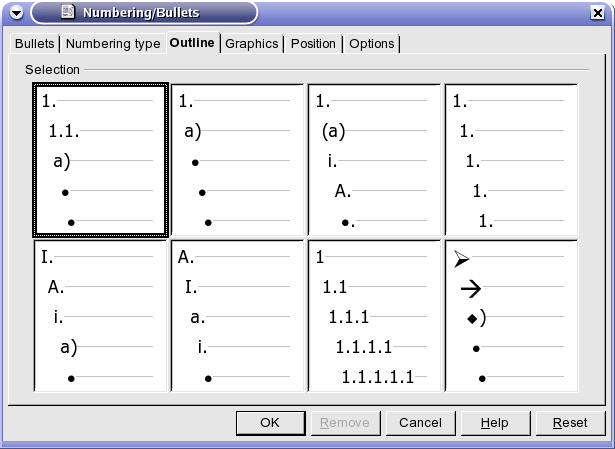 Numbering/Bullets
Bullets Numbering type Outline Graphics Position Options
Selection
1.
1.1.
a)
•
•
1.
a)
•
•
•
1.
(a)
i.
A.
•.
1.
1.
1.
1.
1.
I.
A.
i.
a)
•
A.
I.
a.
i.
•
1
1.1
1.1.1
1.1.1.1
1.1.1.1.1
➢
→
◆)
•
•
OK Remove Cancel Help Reset